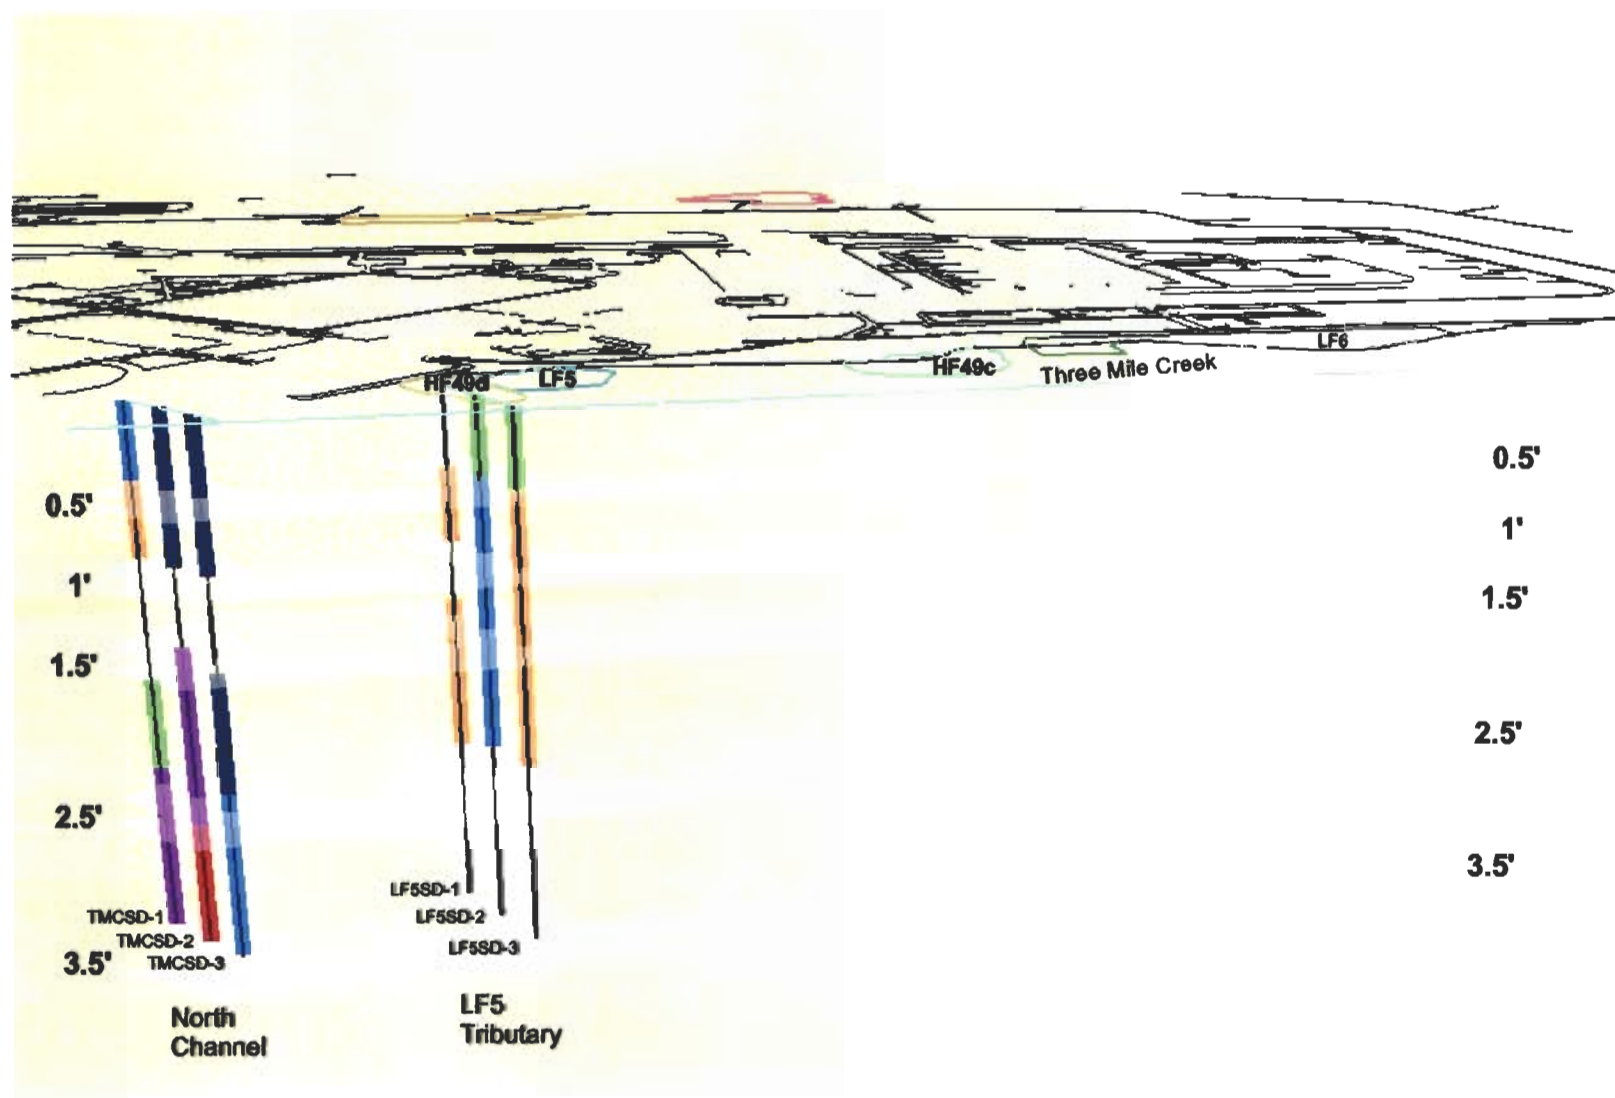 LF6
HF49d
LF5
HF49c
Three Mile Creek
0.5'
0.5'
1'
1'
1.5'
1.5'
2.5'
2.5'
3.5'
LF5SD-1
TMCSD-1
LF5SD-2
TMCSD-2
LF5SD-3
3.5'
TMCSD-3
North
Channel
LF5
Tributary